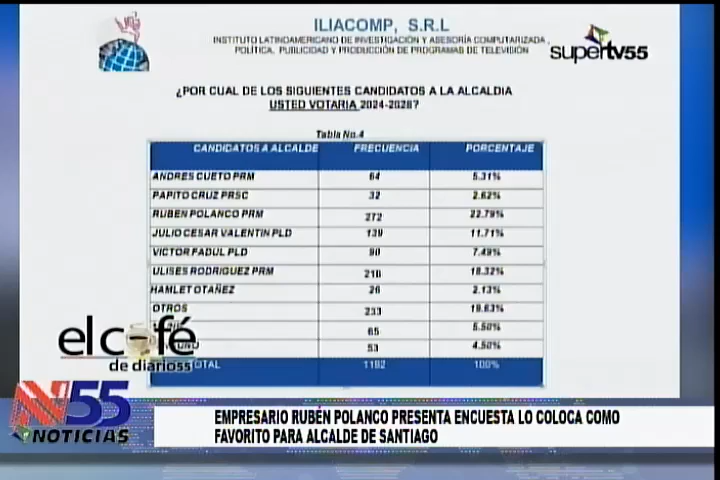 ILIACOMP, S.R.L
INSTITUTO LATINOAMERICANO DE INVESTIGACIÓN Y ASESORÍA COMPUTARIZADA,
POLÍTICA, PUBLICIDAD Y PRODUCCIÓN DE PROGRAMAS DE TELEVISIÓN
supertv55
¿POR CUAL DE LOS SIGUIENTES CANDIDATOS A LA ALCALDIA
USTED VOTARIA 2024-2028?
Tabla No.4
CANDIDATOS A ALCALDE FRECUENCIA PORCENTAJE
ANDRES CUETO PRM 64 5.31%
PAPITO CRUZ PRSC 32 2.62%
RUBEN POLANCO PRM 272 22.79%
JULIO CESAR VALENTIN PLD 139 11.71%
VICTOR FADUL PLD 90 7.49%
ULISES RODRIGUEZ PRM 218 18.32%
HAMLET OTAÑEZ 26 2.13%
OTROS 233 19.63%
65 5.50%
53 4.50%
TOTAL 1192 100%
el café
de diario55
N55
NOTICIAS
EMPRESARIO RUBÉN POLANCO PRESENTA ENCUESTA LO COLOCA COMO
FAVORITO PARA ALCALDE DE SANTIAGO